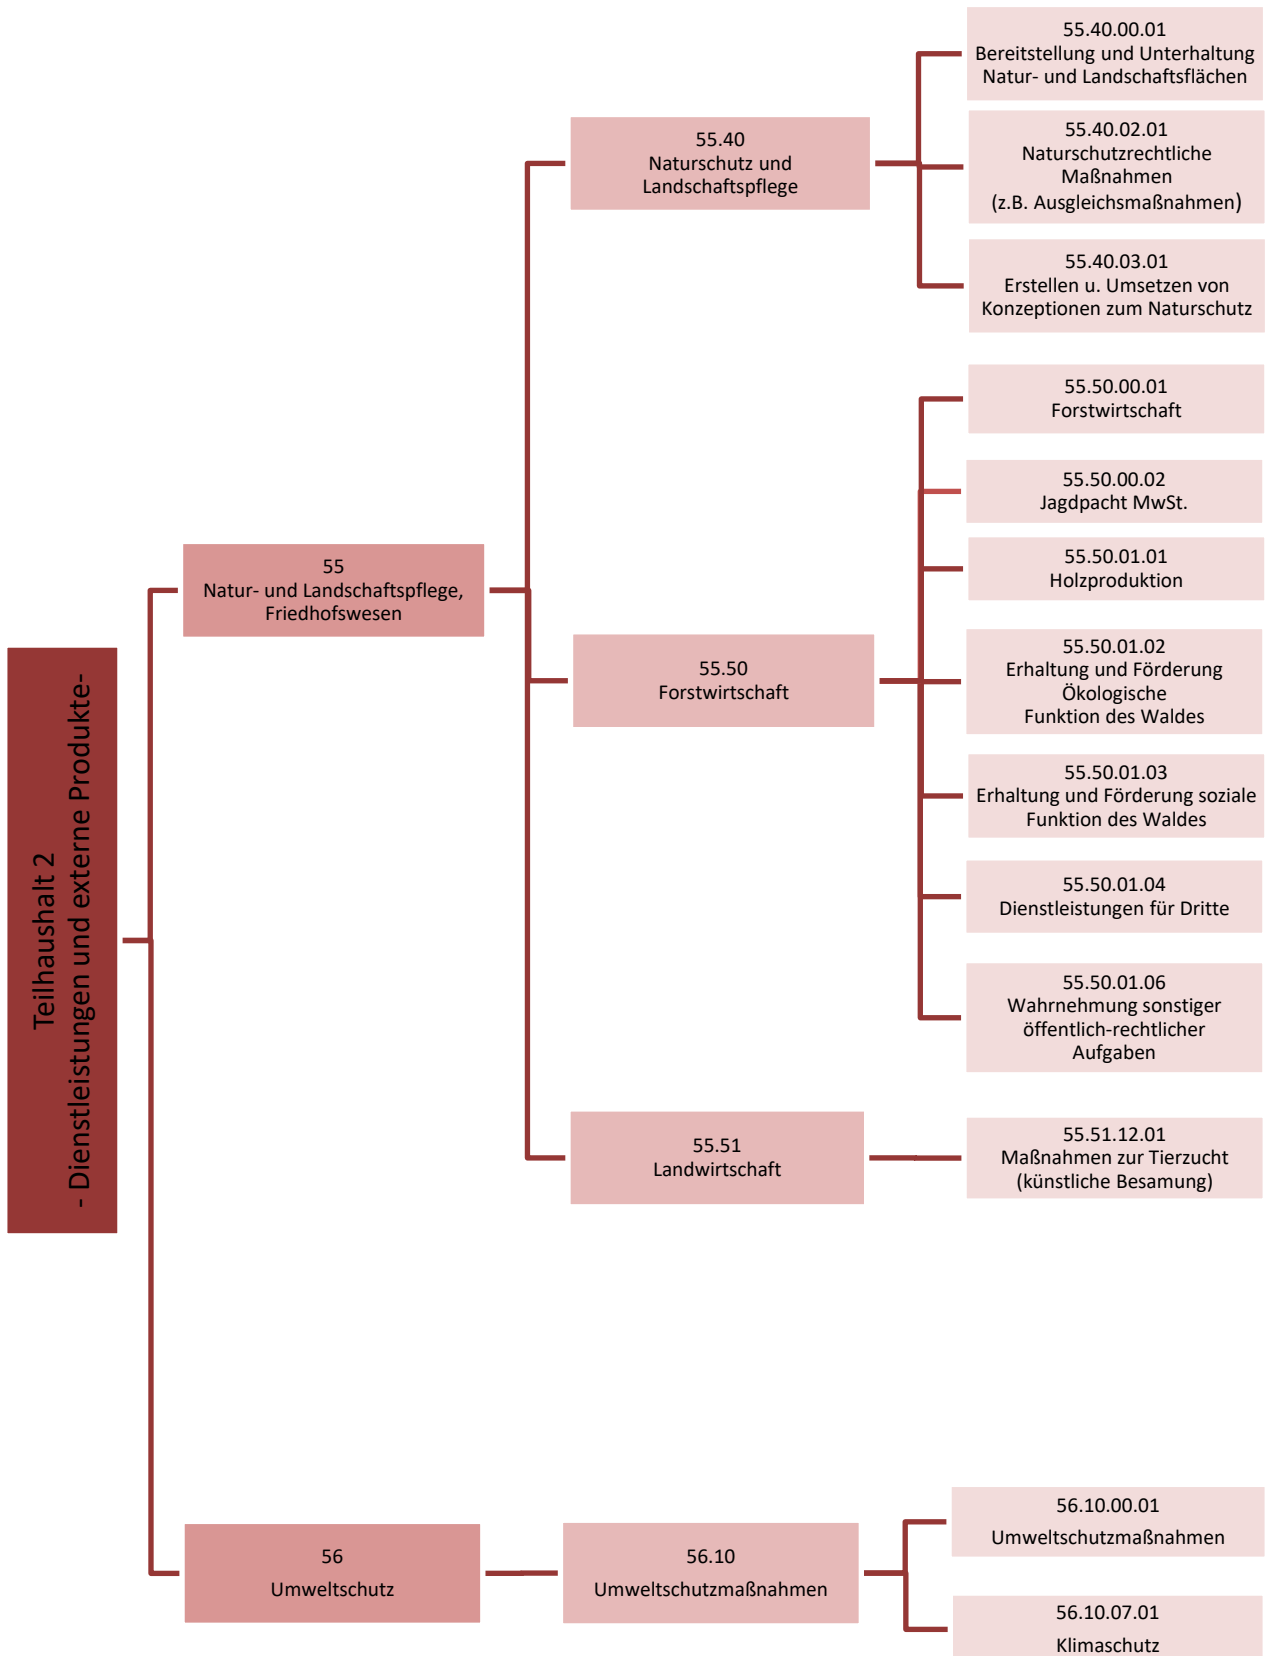 Teilhaushalt 2
- Dienstleistungen und externe Produkte-
55
Natur- und Landschaftspflege,
Friedhofswesen
55.40
Naturschutz und
Landschaftspflege
55.40.00.01
Bereitstellung und Unterhaltung
Natur- und Landschaftsflächen
55.40.02.01
Naturschutzrechtliche
Maßnahmen
(z.B. Ausgleichsmaßnahmen)
55.40.03.01
Erstellen u. Umsetzen von
Konzeptionen zum Naturschutz
55.50
Forstwirtschaft
55.50.00.01
Forstwirtschaft
55.50.00.02
Jagdpacht MwSt.
55.50.01.01
Holzproduktion
55.50.01.02
Erhaltung und Förderung
Ökologische
Funktion des Waldes
55.50.01.03
Erhaltung und Förderung soziale
Funktion des Waldes
55.50.01.04
Dienstleistungen für Dritte
55.50.01.06
Wahrnehmung sonstiger
öffentlich-rechtlicher
Aufgaben
55.51
Landwirtschaft
55.51.12.01
Maßnahmen zur Tierzucht
(künstliche Besamung)
56
Umweltschutz
56.10
Umweltschutzmaßnahmen
56.10.00.01
Umweltschutzmaßnahmen
56.10.07.01
Klimaschutz